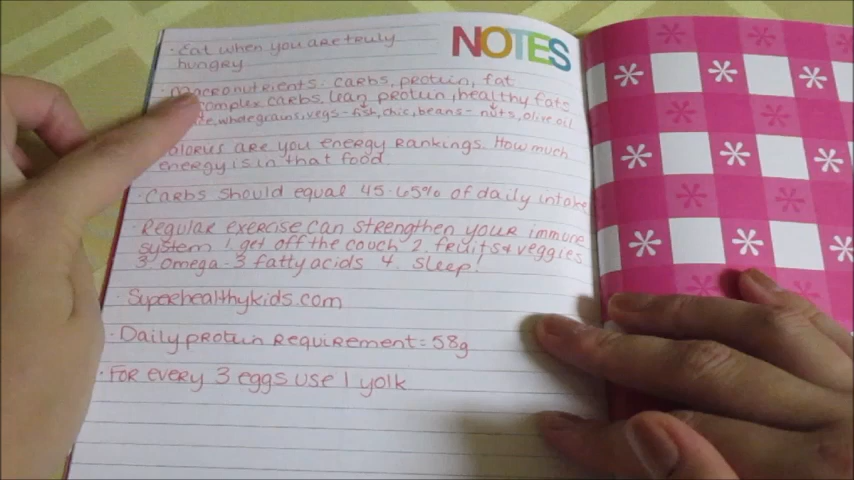 NOTES
· Eat when you are truly
hungry
· Macronutrients: carbs, protein, fat
complex carbs, lean protein, healthy fats
whole grains, vegs - fish, chic, beans - nuts, olive oil
alories are you energy rankings. How much
energy is in that food
· Carbs should equal 45-65% of daily intake
· Regular exercise can strengthen your immune
system 1. get off the couch 2. fruits & veggies
3. omega-3 fatty acids 4. sleep!
· Superhealthykids.com
· Daily protein requirement = 58g
· For every 3 eggs use 1 yolk